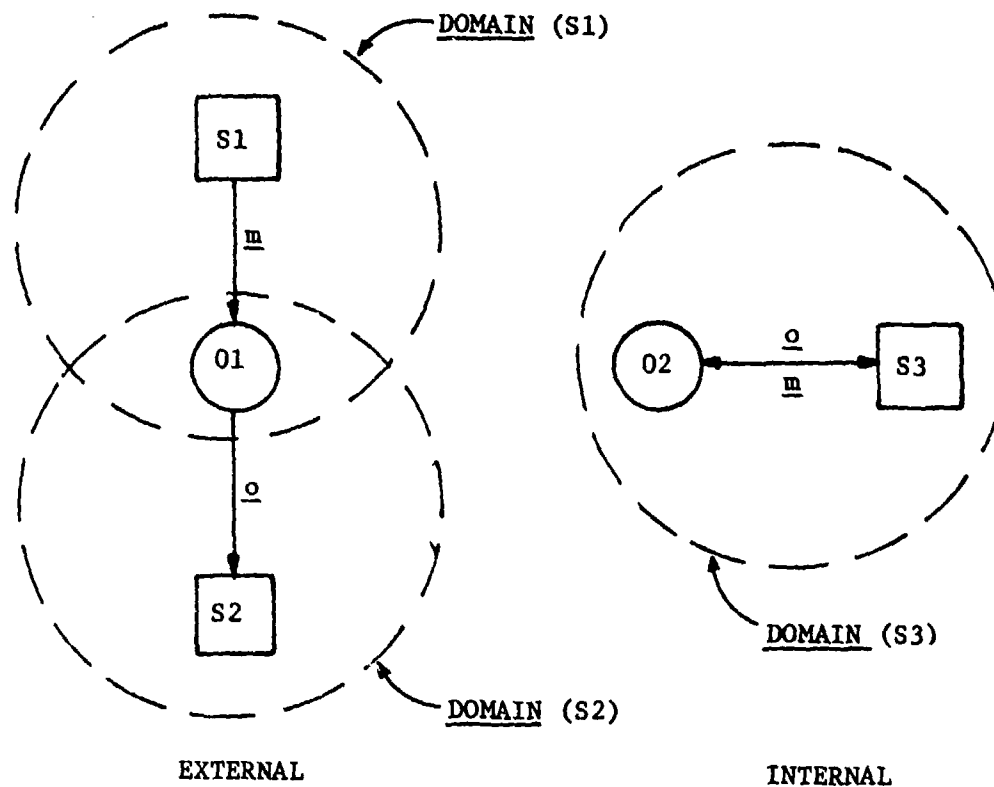 DOMAIN (S1)
S1
m
O1
o
S2
DOMAIN (S2)
EXTERNAL
O2
o
m
S3
DOMAIN (S3)
INTERNAL